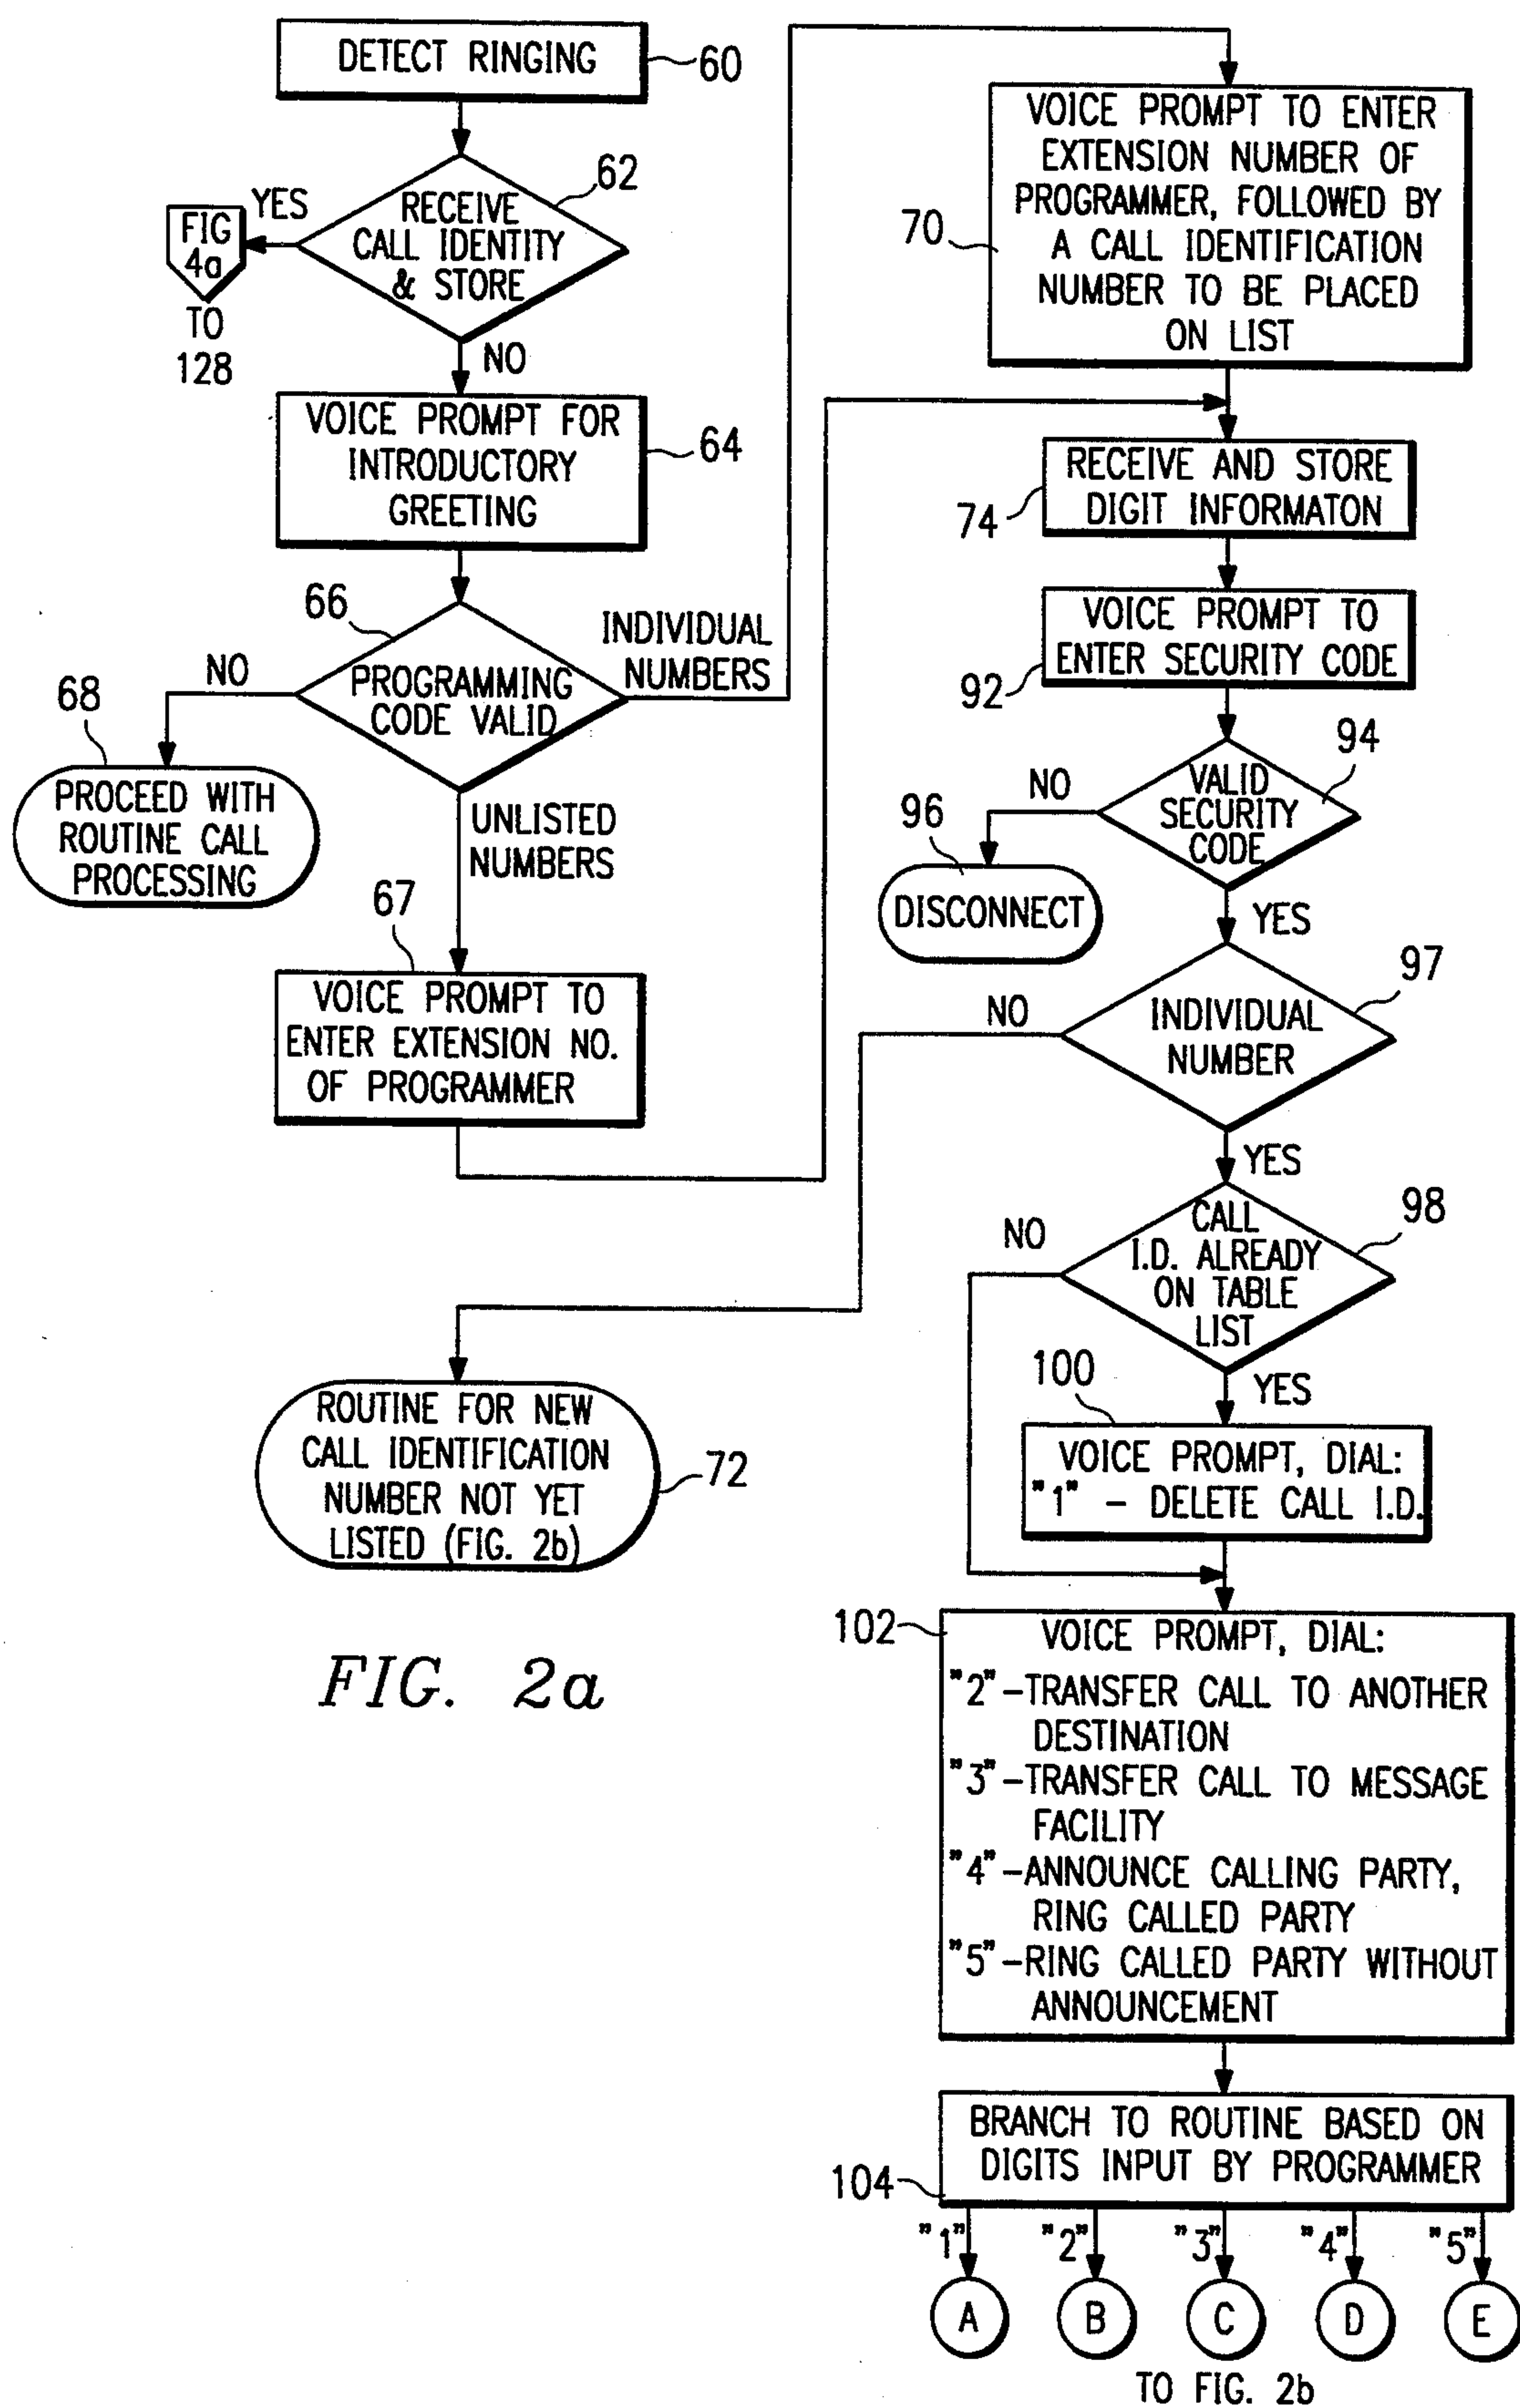 DETECT RINGING
60
RECEIVE
CALL IDENTITY
& STORE
62
YES
FIG
4a
TO
128
NO
VOICE PROMPT FOR
INTRODUCTORY
GREETING
64
66
PROGRAMMING
CODE VALID
NO
68
PROCEED WITH
ROUTINE CALL
PROCESSING
INDIVIDUAL
NUMBERS
UNLISTED
NUMBERS
67
VOICE PROMPT TO
ENTER EXTENSION NO.
OF PROGRAMMER
VOICE PROMPT TO ENTER
EXTENSION NUMBER OF
PROGRAMMER, FOLLOWED BY
A CALL IDENTIFICATION
NUMBER TO BE PLACED
ON LIST
70
RECEIVE AND STORE
DIGIT INFORMATON
74
VOICE PROMPT TO
ENTER SECURITY CODE
92
VALID
SECURITY
CODE
94
NO
96
DISCONNECT
YES
INDIVIDUAL
NUMBER
97
NO
ROUTINE FOR NEW
CALL IDENTIFICATION
NUMBER NOT YET
LISTED (FIG. 2b)
72
YES
CALL
I.D. ALREADY
ON TABLE
LIST
98
NO
YES
100
VOICE PROMPT, DIAL:
"1" - DELETE CALL I.D.
102
VOICE PROMPT, DIAL:
"2"-TRANSFER CALL TO ANOTHER
DESTINATION
"3"-TRANSFER CALL TO MESSAGE
FACILITY
"4"-ANNOUNCE CALLING PARTY,
RING CALLED PARTY
"5"-RING CALLED PARTY WITHOUT
ANNOUNCEMENT
BRANCH TO ROUTINE BASED ON
DIGITS INPUT BY PROGRAMMER
104
"1" "2" "3" "4" "5"
A B C D E
TO FIG. 2b
FIG. 2a